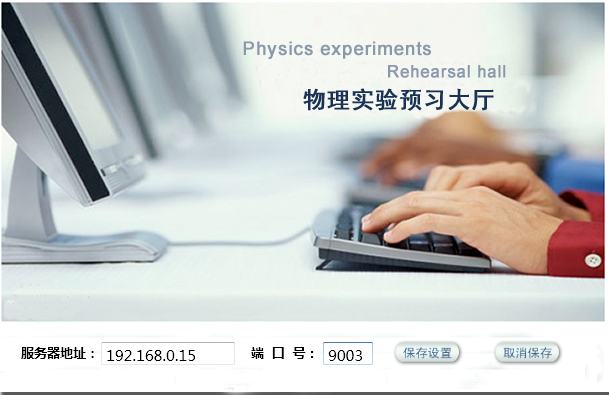 Physics experiments
Rehearsal hall
物理实验预习大厅
服务器地址： 192.168.0.15 端 口 号： 9003 保存设置 取消保存